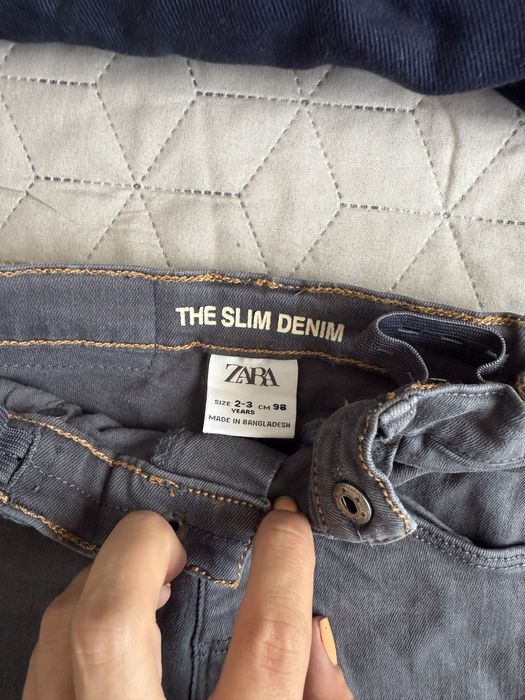 THE SLIM DENIM
ZARA
SIZE 2-3 CM 98
YEARS
MADE IN BANGLADESH